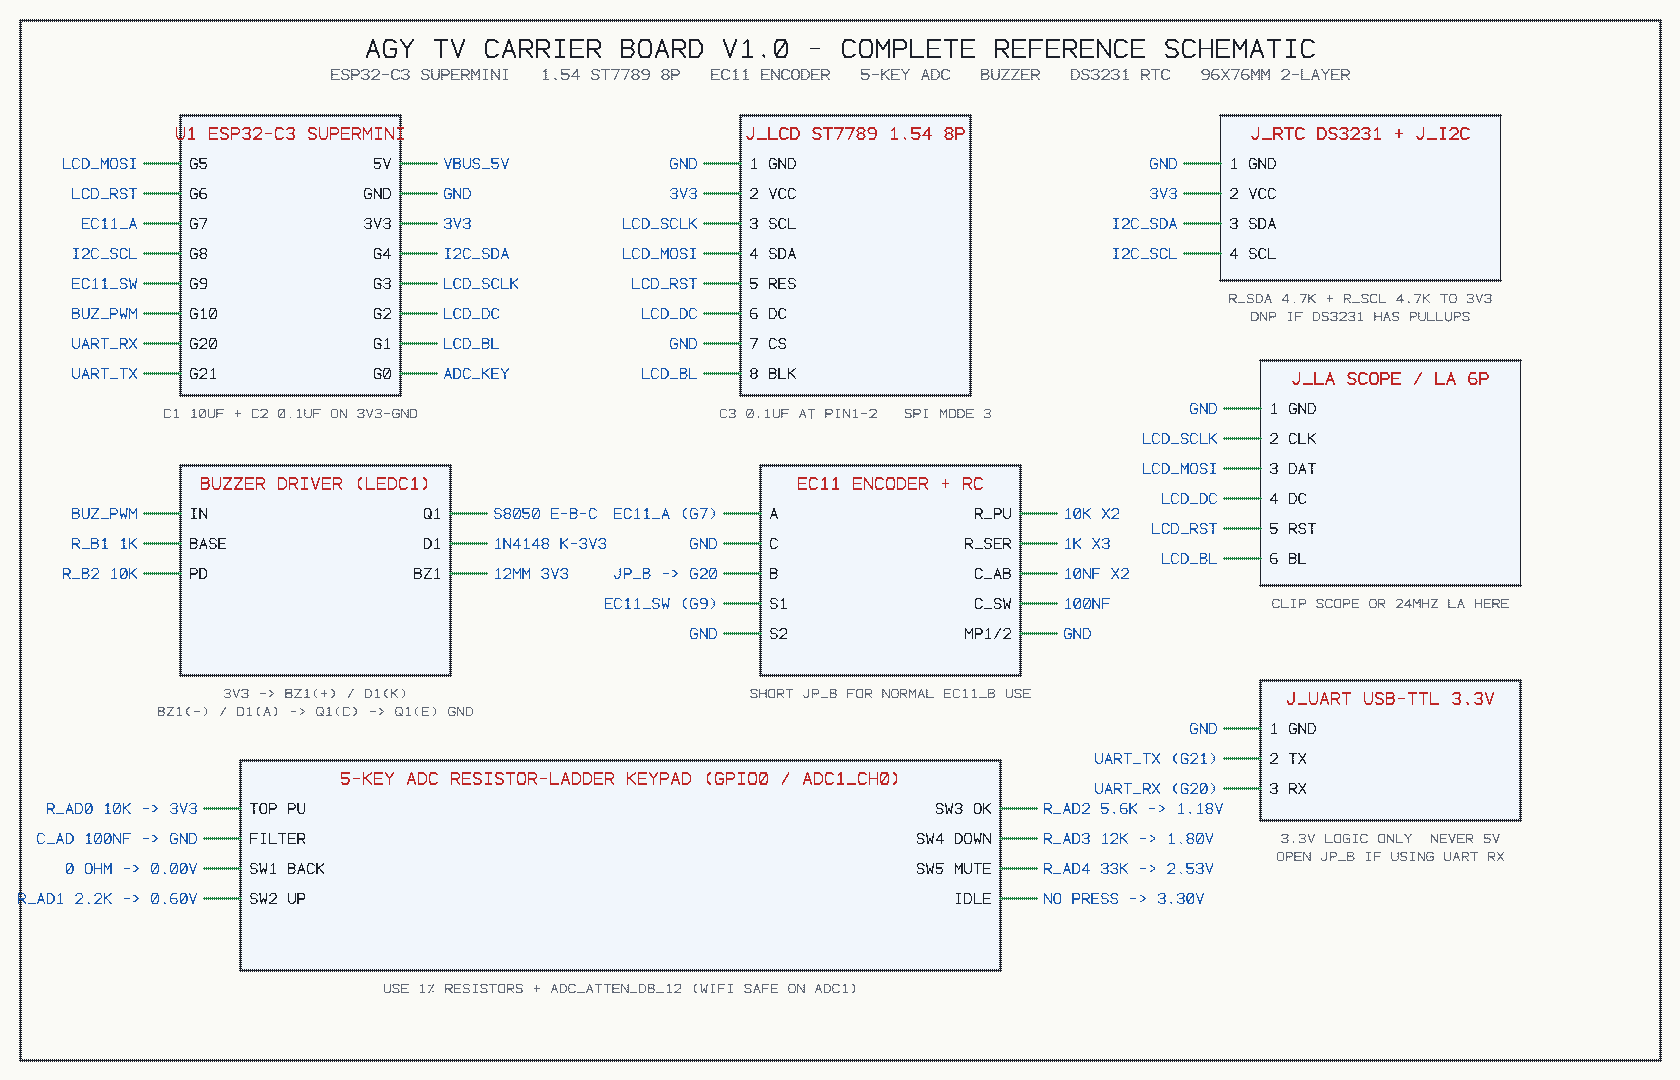 AGY TV CARRIER BOARD V1.0 - COMPLETE REFERENCE SCHEMATIC
ESP32-C3 SUPERMINI 1.54 ST7789 8P EC11 ENCODER 5-KEY ADC BUZZER DS3231 RTC 96X76MM 2-LAYER
U1 ESP32-C3 SUPERMINI
LCD_MOSI G5 5V VBUS_5V
LCD_RST G6 GND GND
EC11_A G7 3V3 3V3
I2C_SCL G8 G4 I2C_SDA
EC11_SW G9 G3 LCD_SCLK
BUZ_PWM G10 G2 LCD_DC
UART_RX G20 G1 LCD_BL
UART_TX G21 G0 ADC_KEY
C1 10UF + C2 0.1UF ON 3V3-GND
J_LCD ST7789 1.54 8P
GND 1 GND
3V3 2 VCC
LCD_SCLK 3 SCL
LCD_MOSI 4 SDA
LCD_RST 5 RES
LCD_DC 6 DC
GND 7 CS
LCD_BL 8 BLK
C3 0.1UF AT PIN1-2 SPI MODE 3
J_RTC DS3231 + J_I2C
GND 1 GND
3V3 2 VCC
I2C_SDA 3 SDA
I2C_SCL 4 SCL
R_SDA 4.7K + R_SCL 4.7K TO 3V3
DNP IF DS3231 HAS PULLUPS
J_LA SCOPE / LA 6P
GND 1 GND
LCD_SCLK 2 CLK
LCD_MOSI 3 DAT
LCD_DC 4 DC
LCD_RST 5 RST
LCD_BL 6 BL
CLIP SCOPE OR 24MHZ LA HERE
BUZZER DRIVER (LEDC1)
BUZ_PWM IN Q1 S8050 E-B-C
R_B1 1K BASE D1 1N4148 K-3V3
R_B2 10K PD BZ1 12MM 3V3
3V3 -> BZ1(+) / D1(K)
BZ1(-) / D1(A) -> Q1(C) -> Q1(E) GND
EC11 ENCODER + RC
EC11_A (G7) A R_PU 10K X2
GND C R_SER 1K X3
JP_B -> G20 B C_AB 10NF X2
EC11_SW (G9) S1 C_SW 100NF
GND S2 MP1/2 GND
SHORT JP_B FOR NORMAL EC11_B USE
J_UART USB-TTL 3.3V
GND 1 GND
UART_TX (G21) 2 TX
UART_RX (G20) 3 RX
3.3V LOGIC ONLY NEVER 5V
OPEN JP_B IF USING UART RX
5-KEY ADC RESISTOR-LADDER KEYPAD (GPIO0 / ADC1_CH0)
R_AD0 10K -> 3V3 TOP PU SW3 OK R_AD2 5.6K -> 1.18V
C_AD 100NF -> GND FILTER SW4 DOWN R_AD3 12K -> 1.80V
0 OHM -> 0.00V SW1 BACK SW5 MUTE R_AD4 33K -> 2.53V
R_AD1 2.2K -> 0.60V SW2 UP IDLE NO PRESS -> 3.30V
USE 1% RESISTORS + ADC_ATTEN_DB_12 (WIFI SAFE ON ADC1)